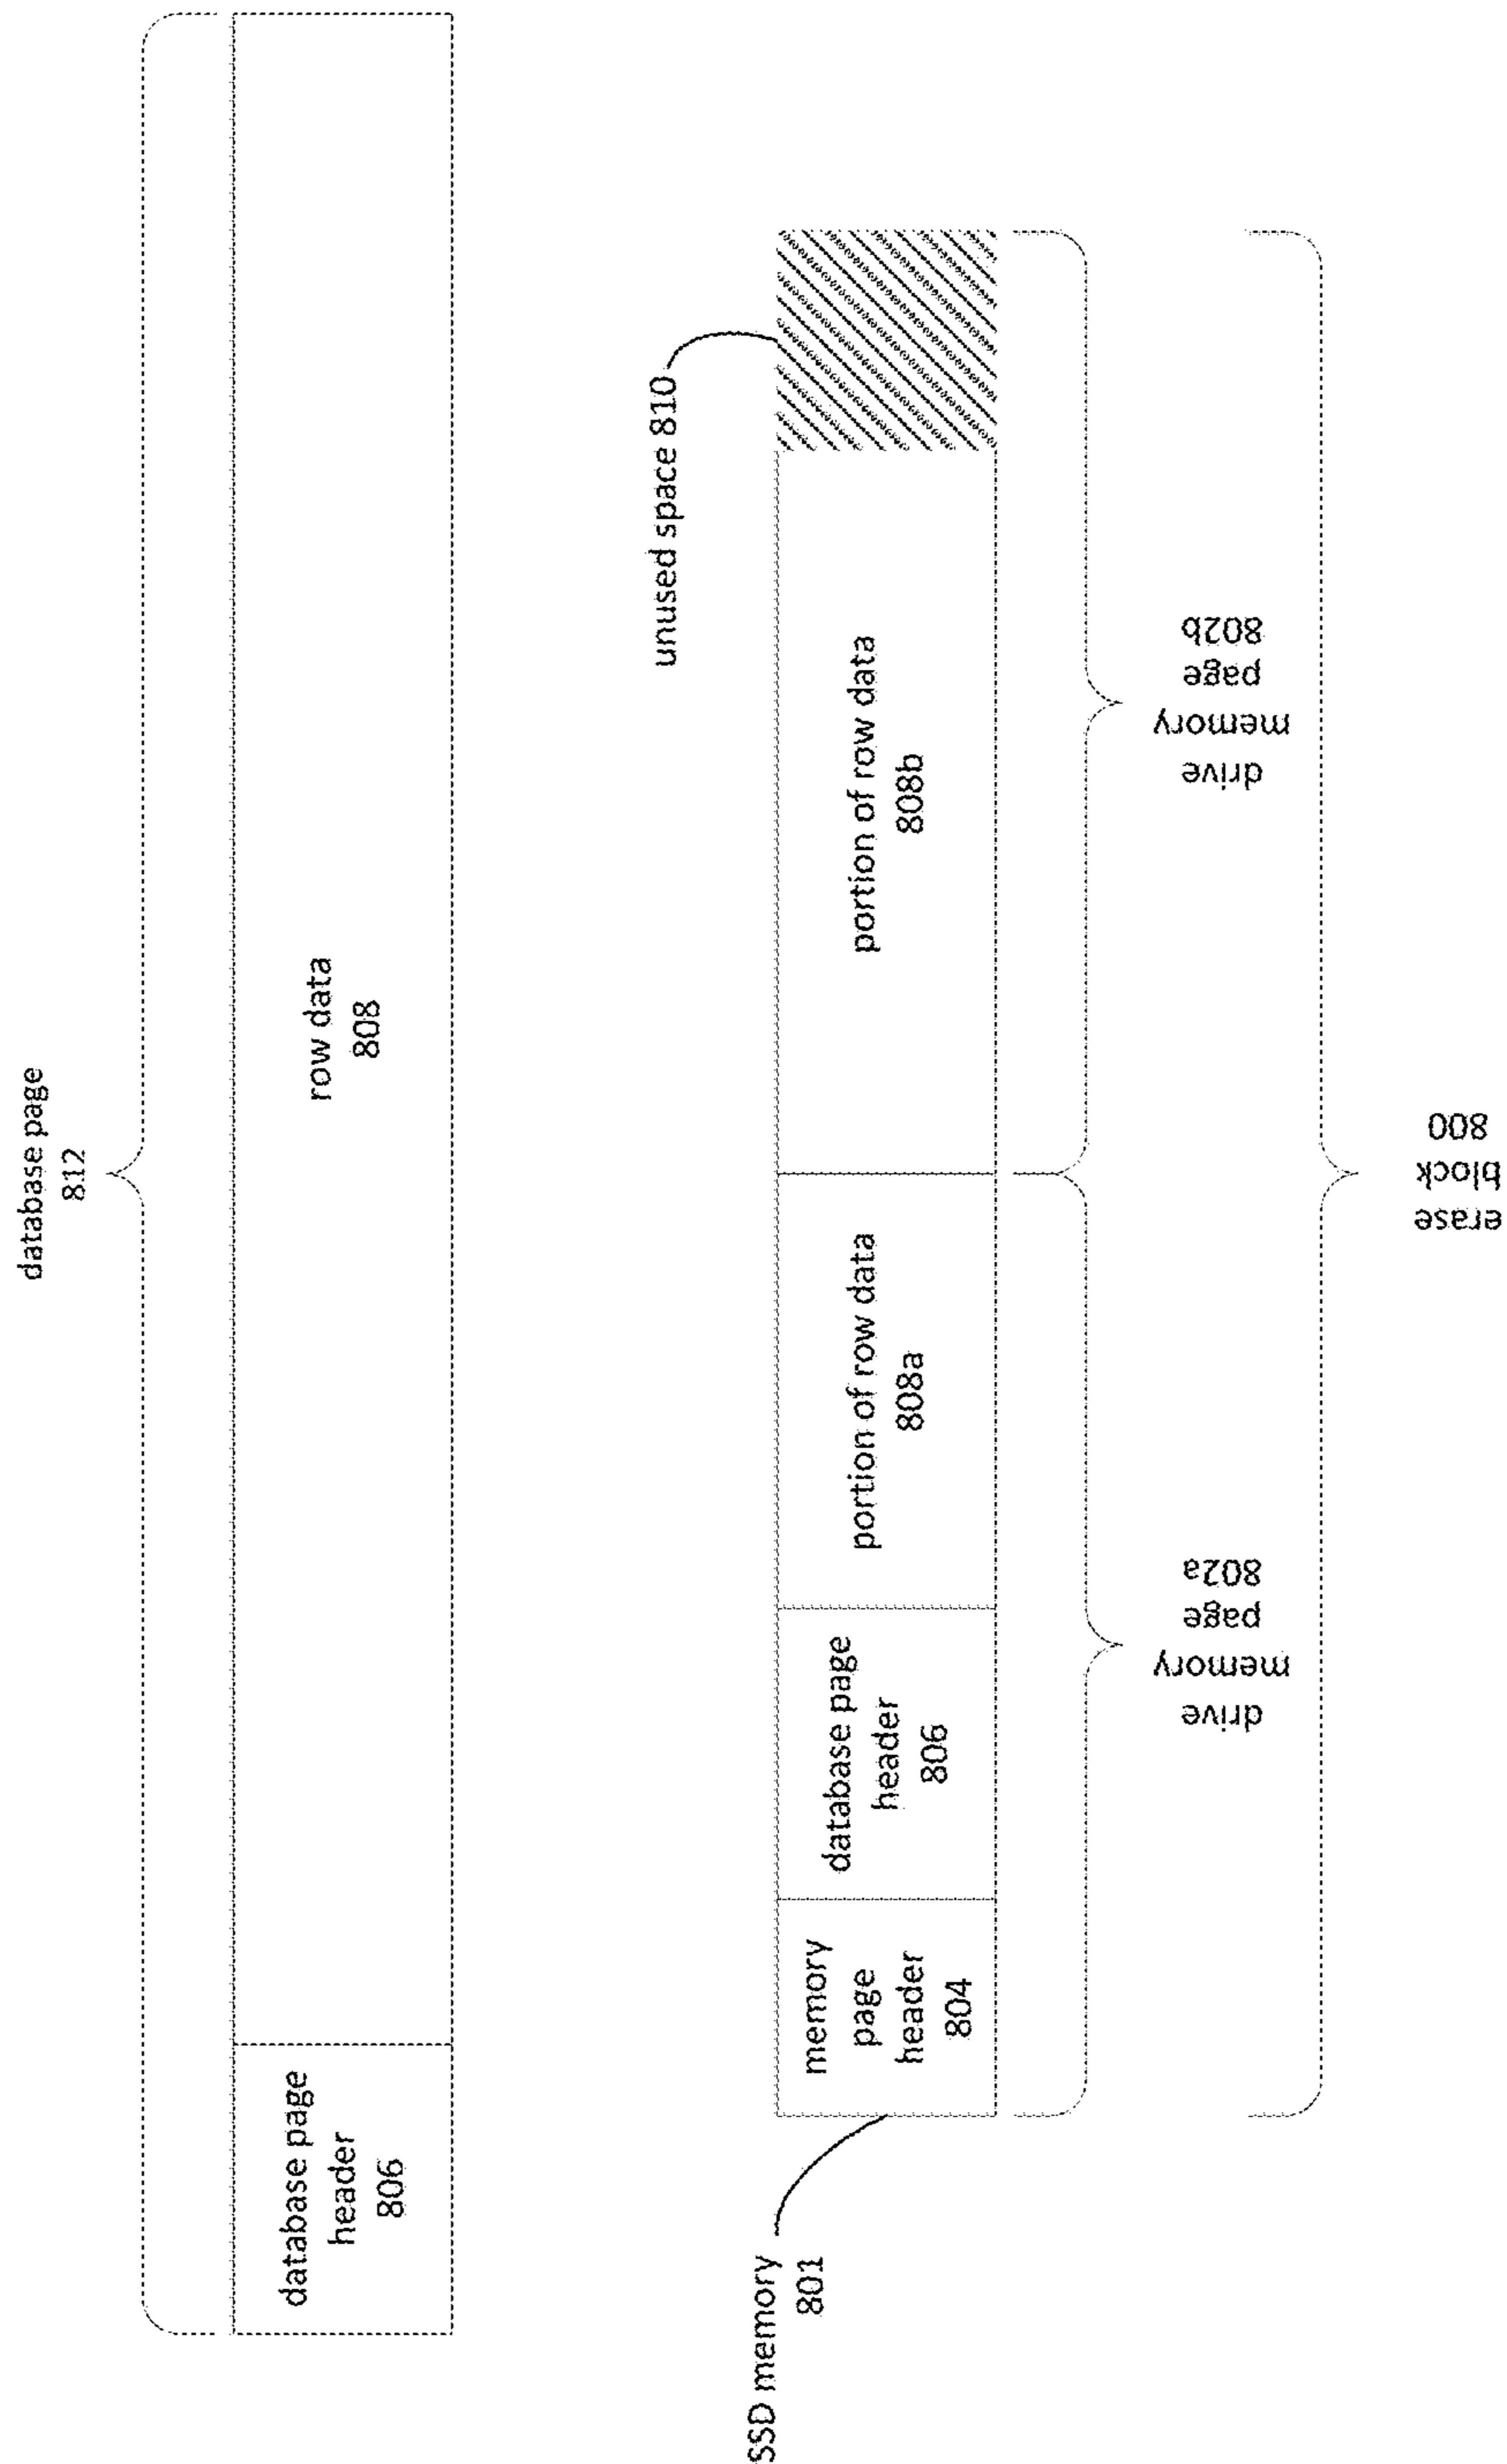 database page
812
database page
header
806
row data
808
SSD memory
801
unused space 810
memory
page
header
804
database page
header
806
portion of row data
808a
portion of row data
808b
drive
memory
page
802a
drive
memory
page
802b
erase
block
800